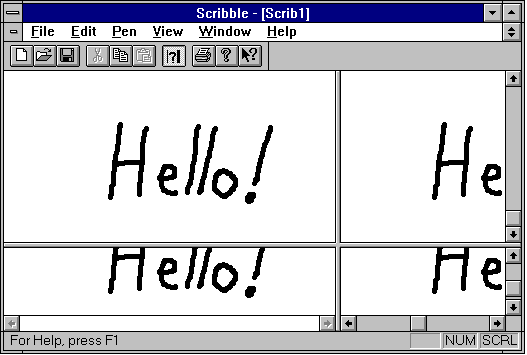 Scribble - [Scrib1]
File Edit Pen View Window Help
?
?
?
Hello!
He
Hello!
He
For Help, press F1
NUM SCRL